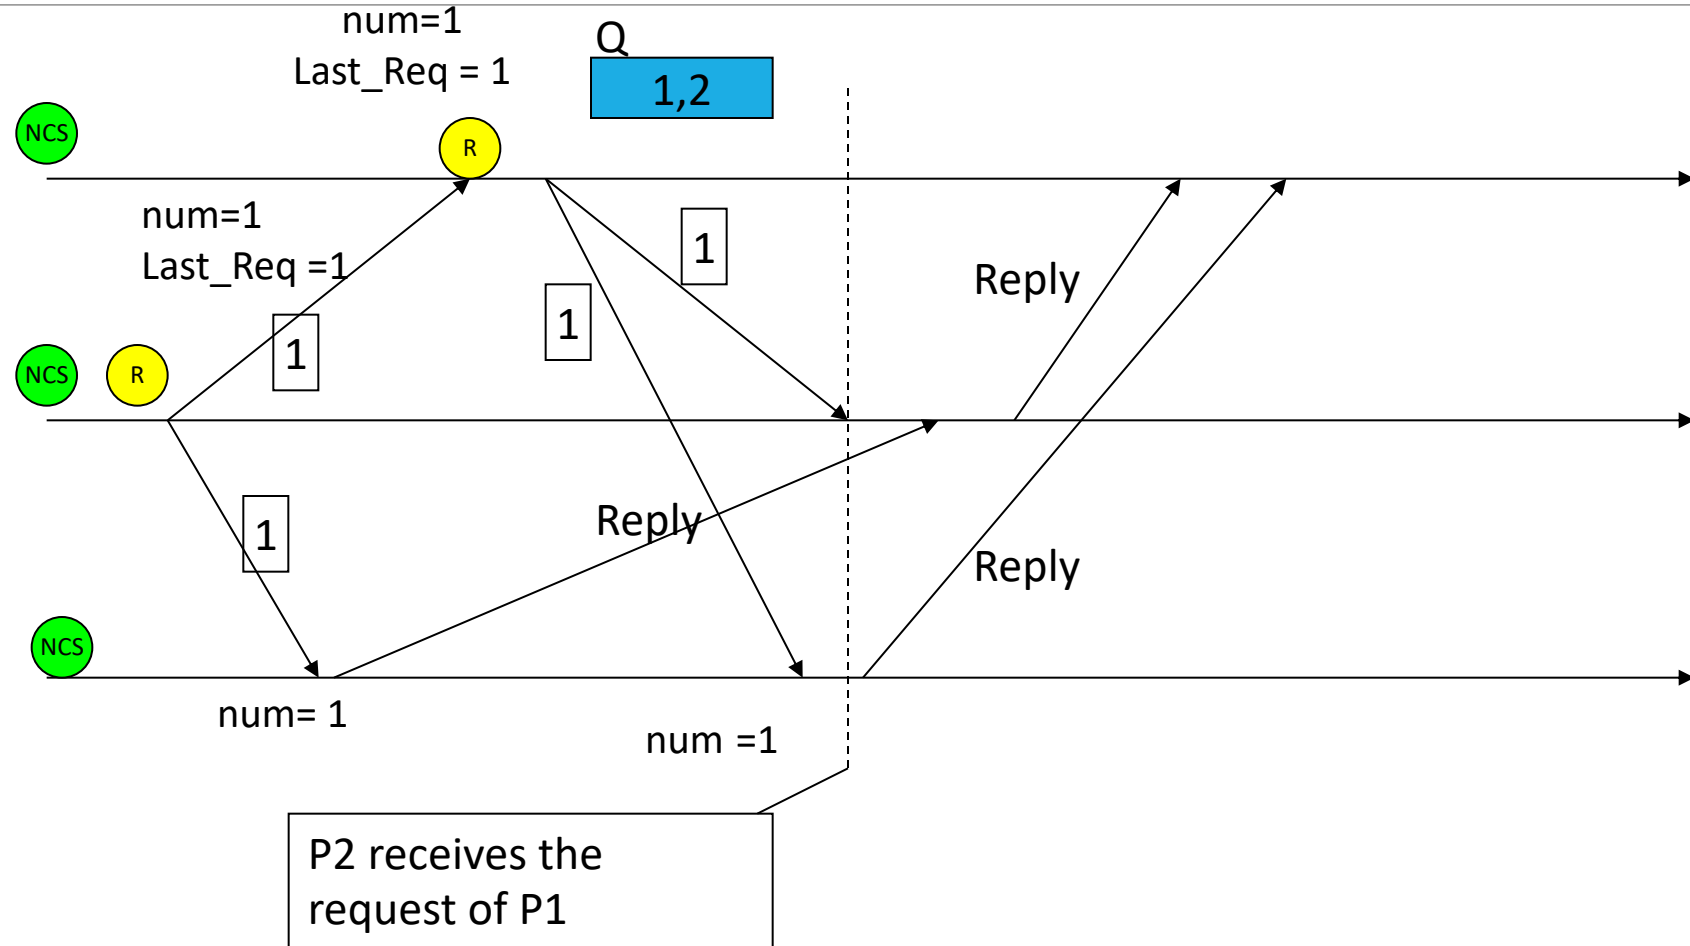 num=1
Last_Req = 1
Q
1,2
NCS
R
num=1
Last_Req =1
1
1
Reply
1
NCS
R
1
Reply
Reply
NCS
num= 1
num =1
P2 receives the
request of P1